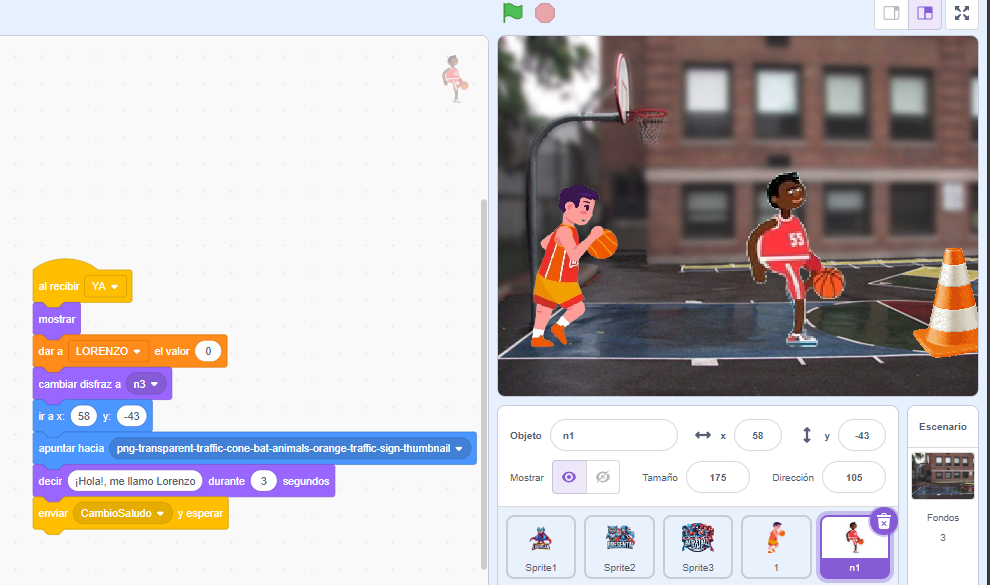 al recibir YA
mostrar
dar a LORENZO el valor 0
cambiar disfraz a n3
ir a x: 58 y: -43
apuntar hacia png-transparent-traffic-cone-bat-animals-orange-traffic-sign-thumbnail
decir ¡Hola!, me llamo Lorenzo durante 3 segundos
enviar CambioSaludo y esperar
55
Objeto n1 x 58 y -43
Mostrar Tamaño 175 Dirección 105
Sprite1 Sprite2 Sprite3 1 n1
Escenario
Fondos
3